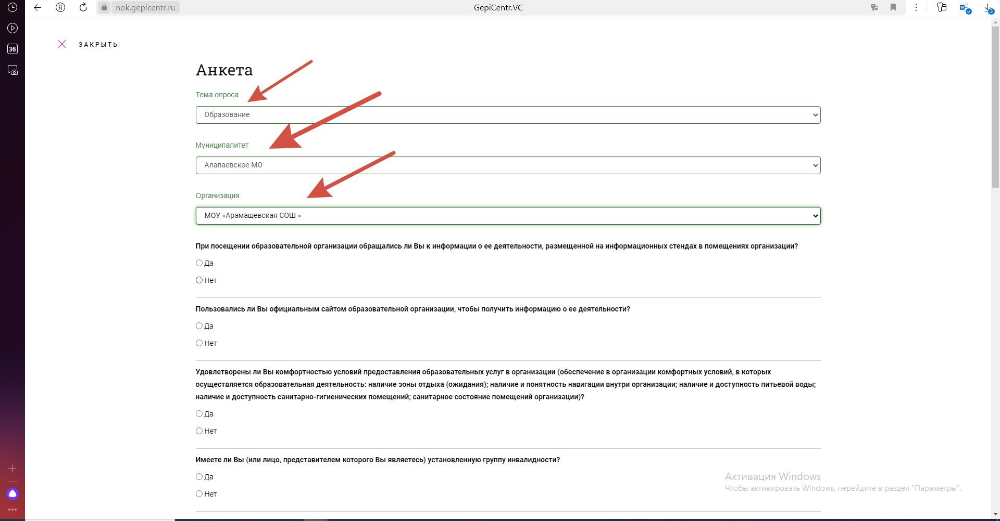 nok.gepicentr.ru
GepiCentr.VC
3
36
ЗАКРЫТЬ
Анкета
Тема опроса
Образование
Муниципалитет
Алапаевское МО
Организация
МОУ «Арамашевская СОШ »
При посещении образовательной организации обращались ли Вы к информации о ее деятельности, размещенной на информационных стендах в помещениях организации?
Да
Нет
Пользовались ли Вы официальным сайтом образовательной организации, чтобы получить информацию о ее деятельности?
Да
Нет
Удовлетворены ли Вы комфортностью условий предоставления образовательных услуг в организации (обеспечение в организации комфортных условий, в которых
осуществляется образовательная деятельность: наличие зоны отдыха (ожидания); наличие и понятность навигации внутри организации; наличие и доступность питьевой воды;
наличие и доступность санитарно-гигиенических помещений; санитарное состояние помещений организации)?
Да
Нет
Имеете ли Вы (или лицо, представителем которого Вы являетесь) установленную группу инвалидности?
Да
Нет
Активация Windows
Чтобы активировать Windows, перейдите в раздел "Параметры".